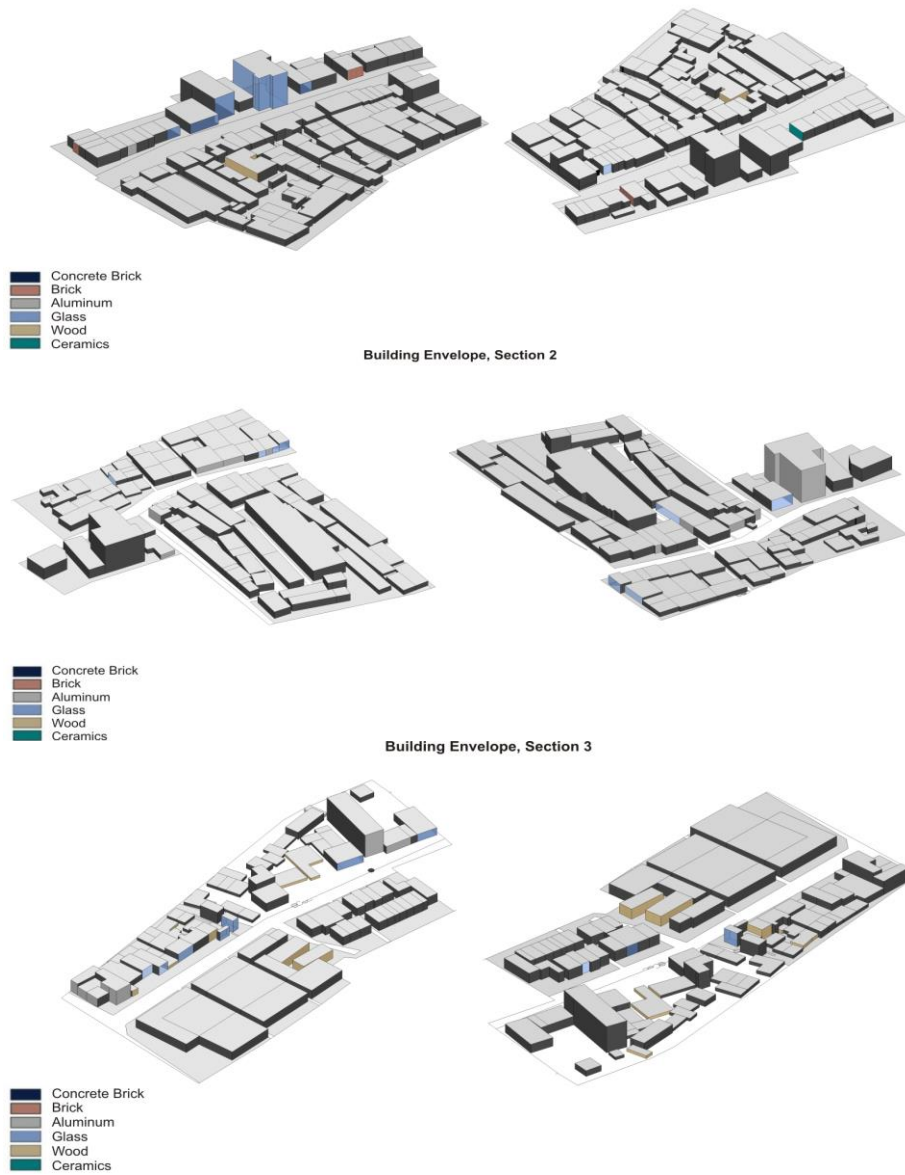 Concrete Brick
Brick
Aluminum
Glass
Wood
Ceramics
Building Envelope, Section 2
Concrete Brick
Brick
Aluminum
Glass
Wood
Ceramics
Building Envelope, Section 3
Concrete Brick
Brick
Aluminum
Glass
Wood
Ceramics